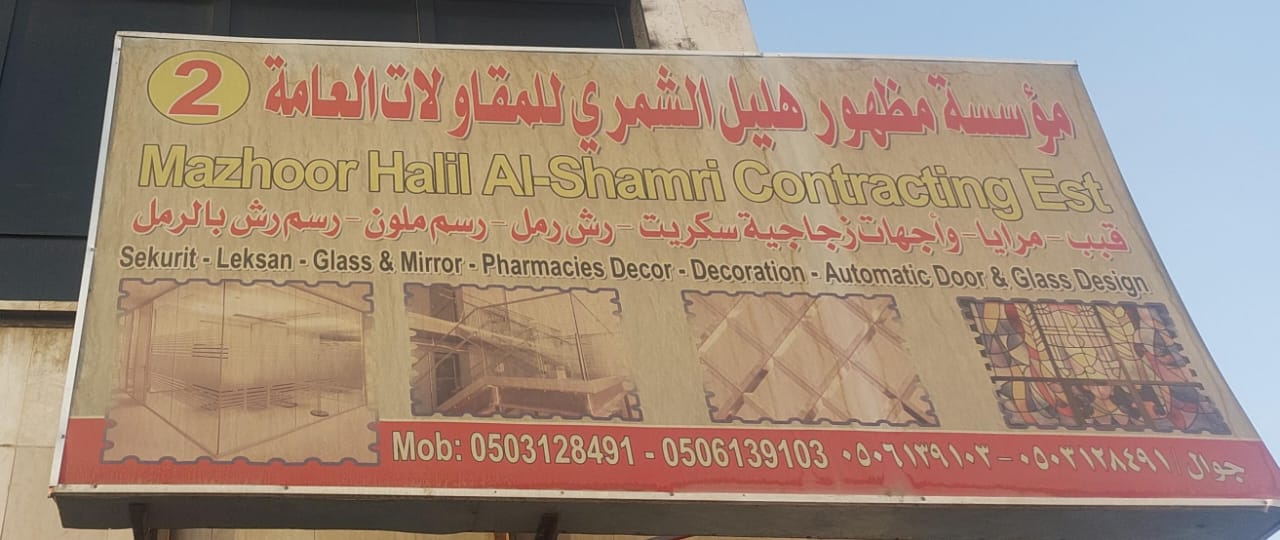 مؤسسة مظهور هليل الشمري للمقاولات العامة 2
Mazhoor Halil Al-Shamri Contracting Est
قبب - مرايا - وأجهات زجاجية سكريت - رش رمل - رسم ملون - رسم رش بالرمل
Sekurit - Leksan - Glass & Mirror - Pharmacies Decor - Decoration - Automatic Door & Glass Design
Mob: 0503128491 - 0506139103 جوال / ٠٥٠٣١٢٨٤٩١ - ٠٥٠٦١٣٩١٠٣